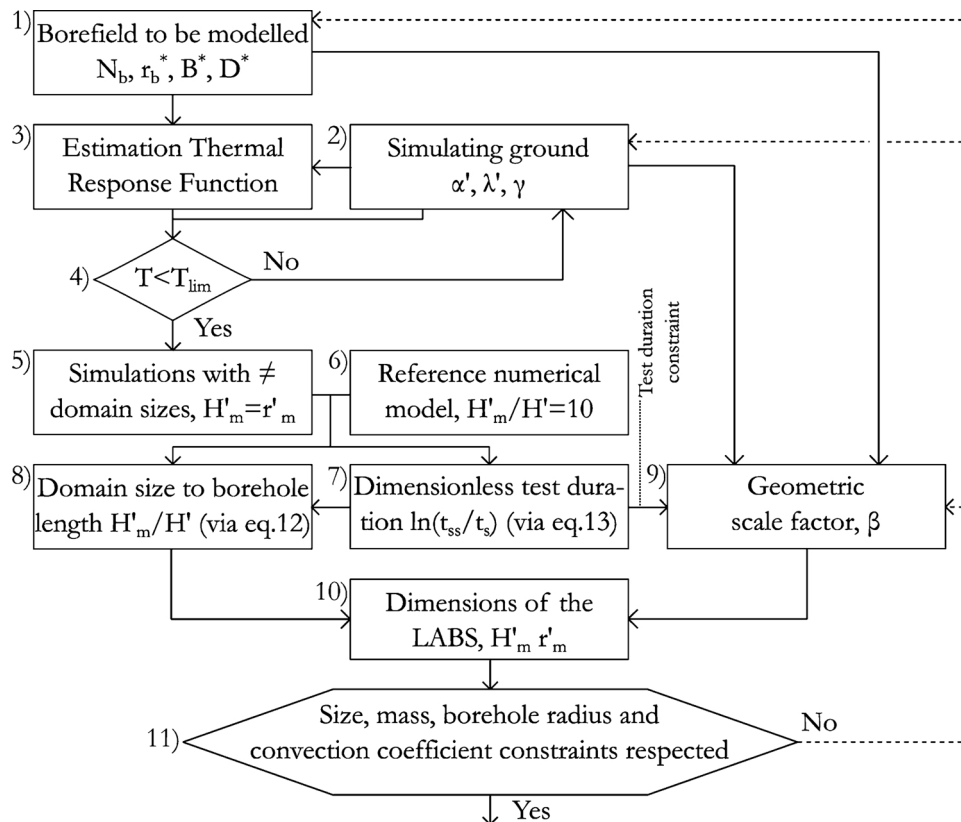 1)
Borefield to be modelled
N_b, r_b^*, B^*, D^*
3)
Estimation Thermal
Response Function
2)
Simulating ground
α', λ', γ
4)
T<T_lim
No
Yes
5)
Simulations with ≠
domain sizes, H'_m=r'_m
6)
Reference numerical
model, H'_m/H'=10
Test duration
constraint
8)
Domain size to borehole
length H'_m/H' (via eq.12)
7)
Dimensionless test dura-
tion ln(t_ss/t_s) (via eq.13)
9)
Geometric
scale factor, β
10)
Dimensions of the
LABS, H'_m r'_m
11)
Size, mass, borehole radius and
convection coefficient constraints respected
No
Yes